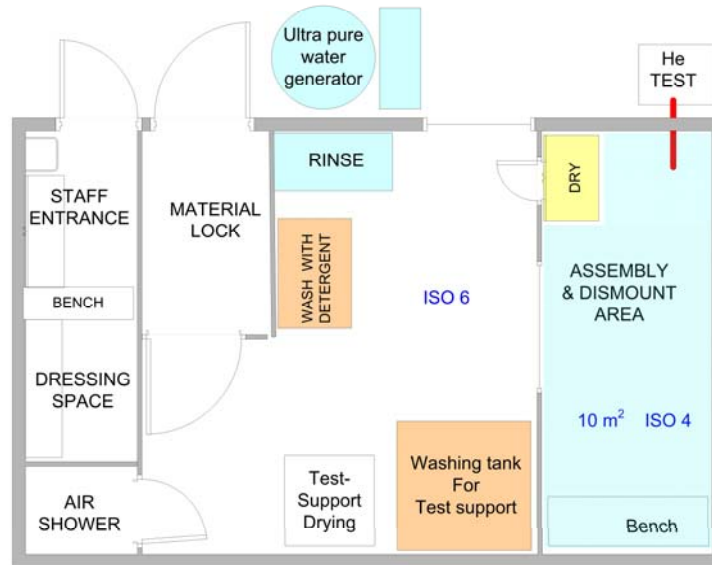 Ultra pure
water
generator
He
TEST
STAFF
ENTRANCE
MATERIAL
LOCK
RINSE
DRY
WASH WITH
DETERGENT
BENCH
ISO 6
ASSEMBLY
& DISMOUNT
AREA
DRESSING
SPACE
10 m² ISO 4
AIR
SHOWER
Test-
Support
Drying
Washing tank
For
Test support
Bench